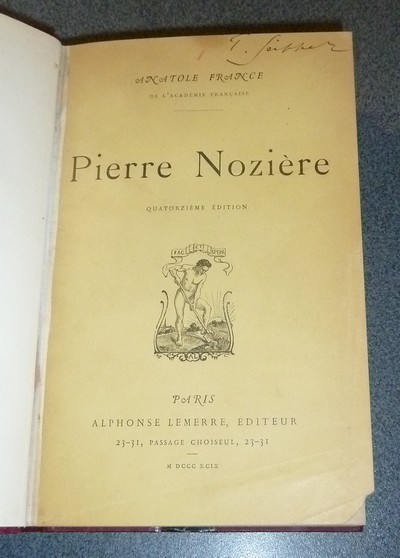 ANATOLE FRANCE
DE L'ACADÉMIE FRANÇAISE
Pierre Nozière
QUATORZIÈME ÉDITION
FAC ET SPERA
PARIS
ALPHONSE LEMERRE, EDITEUR
23-31, PASSAGE CHOISEUL, 23-31
M DCCC XCIX